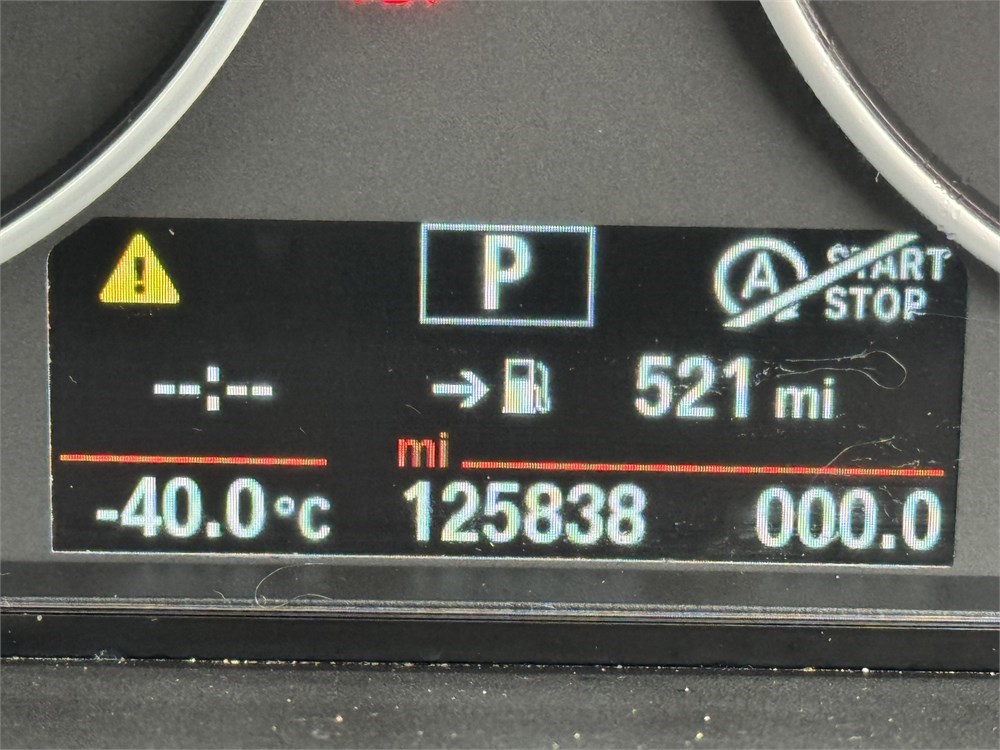 P
A START
STOP
--:-- 521 mi
mi
-40.0°C 125838 000.0